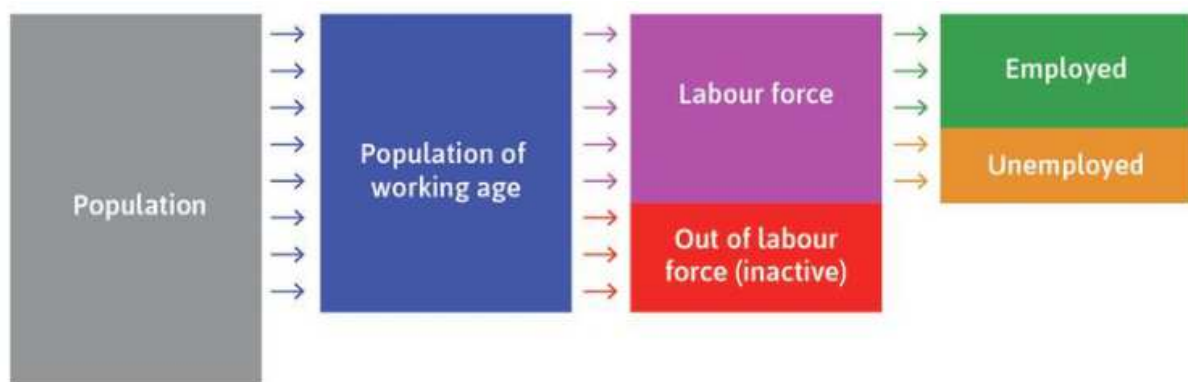 Population
Population of
working age
Labour force
Out of labour
force (inactive)
Employed
Unemployed